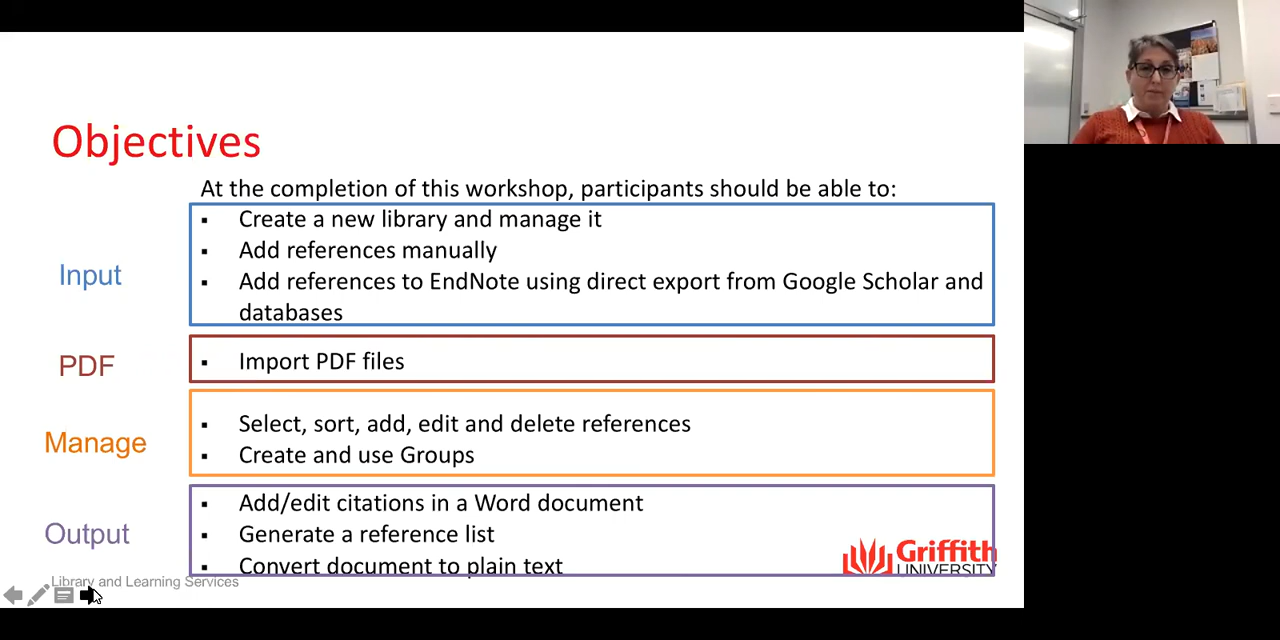 Objectives
At the completion of this workshop, participants should be able to:
Input
▪ Create a new library and manage it
▪ Add references manually
▪ Add references to EndNote using direct export from Google Scholar and
databases
PDF
▪ Import PDF files
Manage
▪ Select, sort, add, edit and delete references
▪ Create and use Groups
Output
▪ Add/edit citations in a Word document
▪ Generate a reference list
▪ Convert document to plain text
Griffith
UNIVERSITY
Library and Learning Services